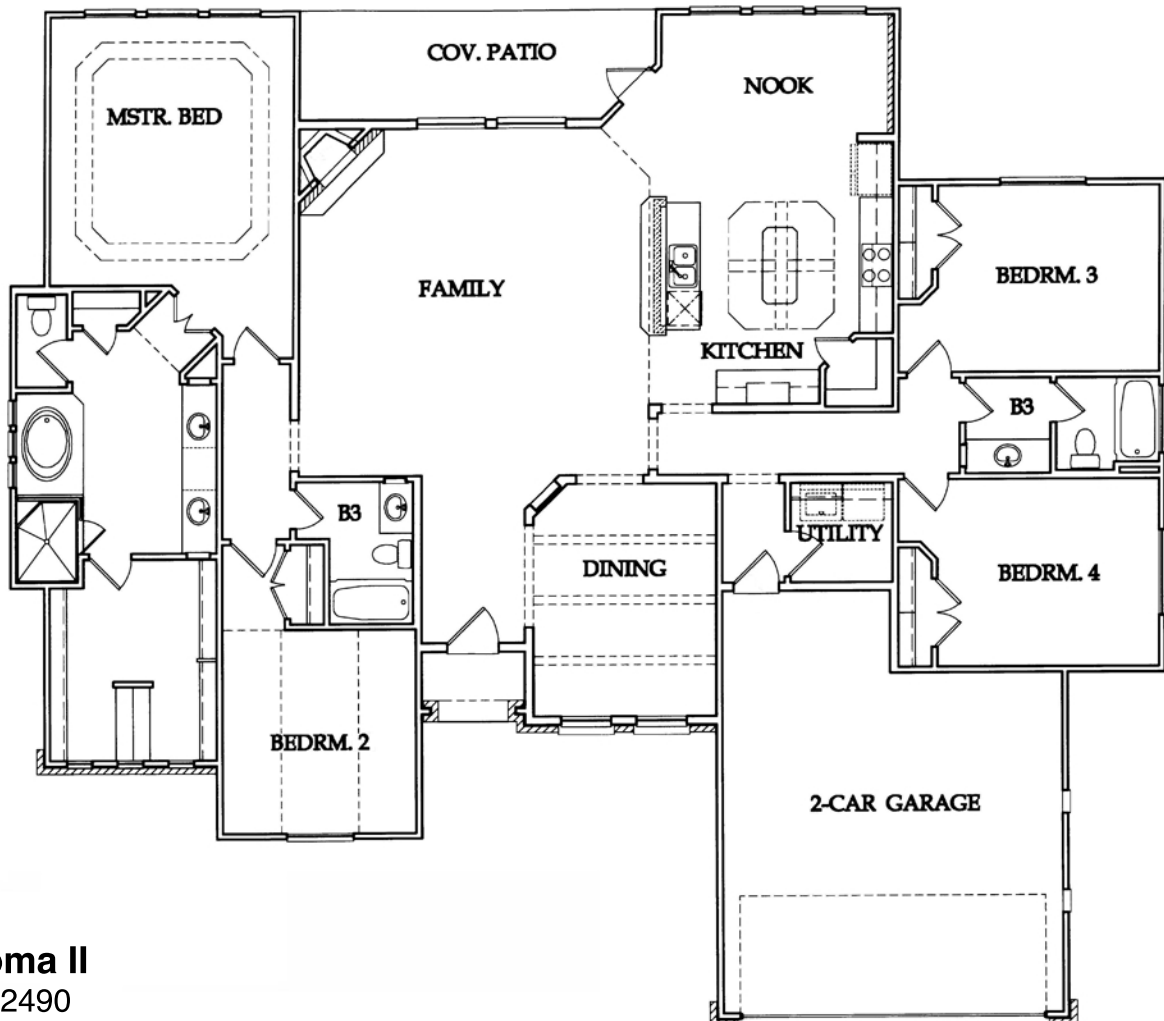 COV. PATIO
NOOK
MSTR. BED
FAMILY
BEDRM. 3
KITCHEN
B3
B3
UTILITY
DINING
BEDRM. 4
BEDRM. 2
2-CAR GARAGE
oma II
2490